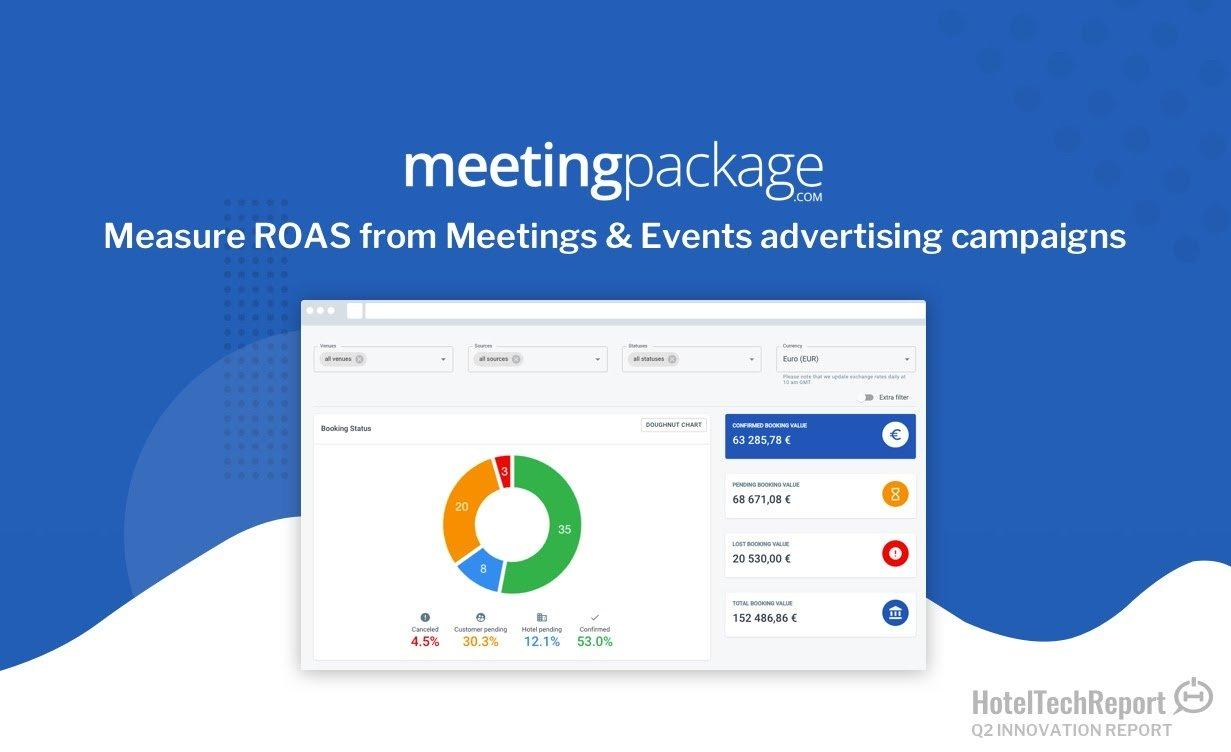 meetingpackage
.COM
Measure ROAS from Meetings & Events advertising campaigns
Venues
all venues
Sources
all sources
Statuses
all statuses
Currency
Euro (EUR)
Please note that we update exchange rates daily at
10 am GMT
Extra filter
Booking Status
DOUGHNUT CHART
3
20
35
8
Canceled
4.5%
Customer pending
30.3%
Hotel pending
12.1%
Confirmed
53.0%
CONFIRMED BOOKING VALUE
63 285,78 €
€
PENDING BOOKING VALUE
68 671,08 €
LOST BOOKING VALUE
20 530,00 €
TOTAL BOOKING VALUE
152 486,86 €
HotelTechReport
Q2 INNOVATION REPORT